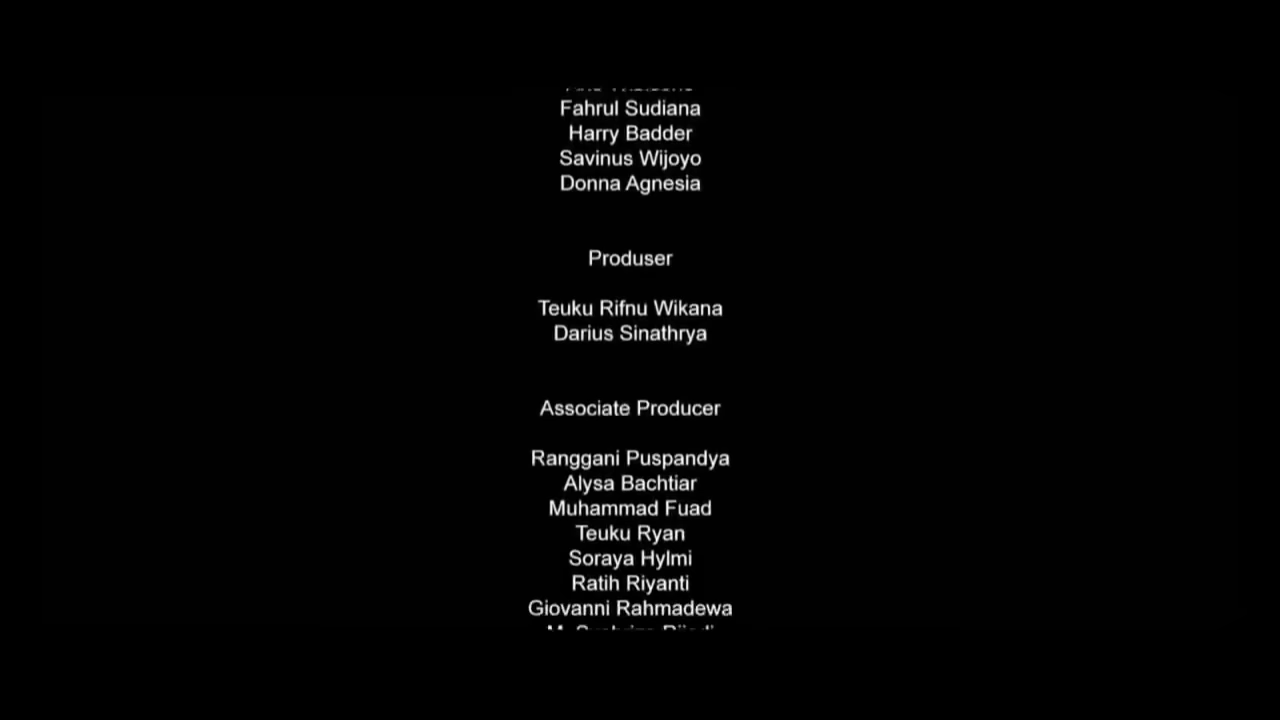 Fahrul Sudiana
Harry Badder
Savinus Wijoyo
Donna Agnesia
Produser
Teuku Rifnu Wikana
Darius Sinathrya
Associate Producer
Ranggani Puspandya
Alysa Bachtiar
Muhammad Fuad
Teuku Ryan
Soraya Hylmi
Ratih Riyanti
Giovanni Rahmadewa